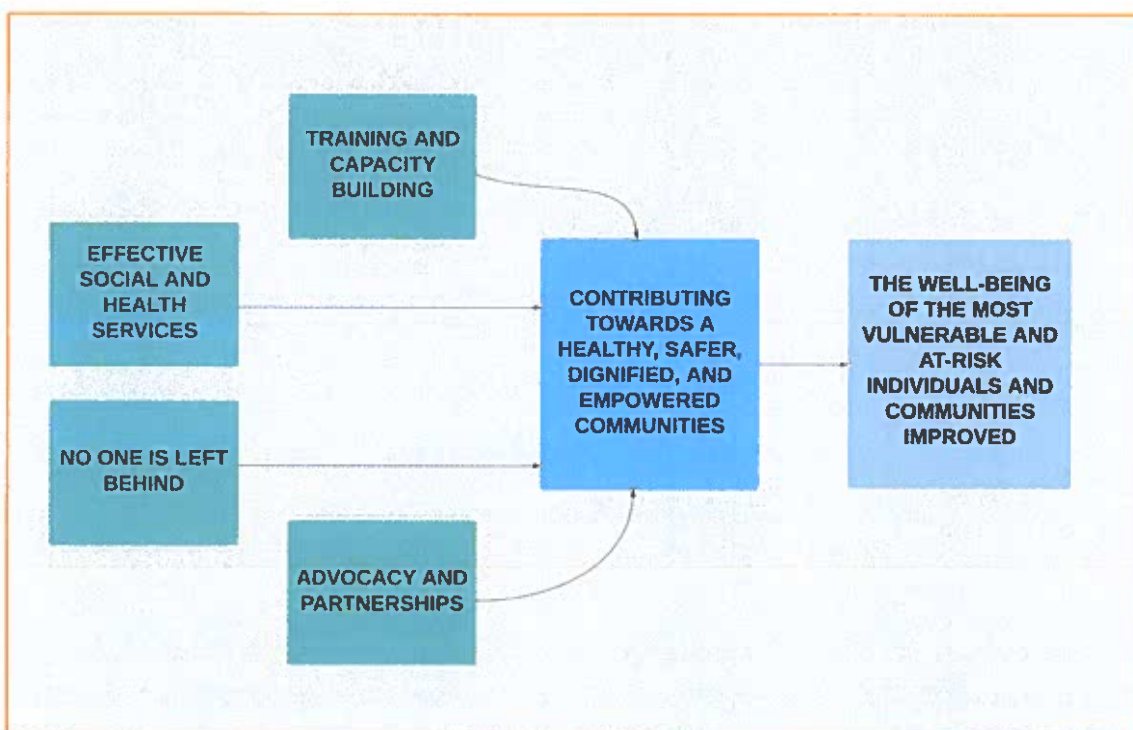 TRAINING AND
CAPACITY
BUILDING
EFFECTIVE
SOCIAL AND
HEALTH
SERVICES
NO ONE IS LEFT
BEHIND
ADVOCACY AND
PARTNERSHIPS
CONTRIBUTING
TOWARDS A
HEALTHY, SAFER,
DIGNIFIED, AND
EMPOWERED
COMMUNITIES
THE WELL-BEING
OF THE MOST
VULNERABLE AND
AT-RISK
INDIVIDUALS AND
COMMUNITIES
IMPROVED